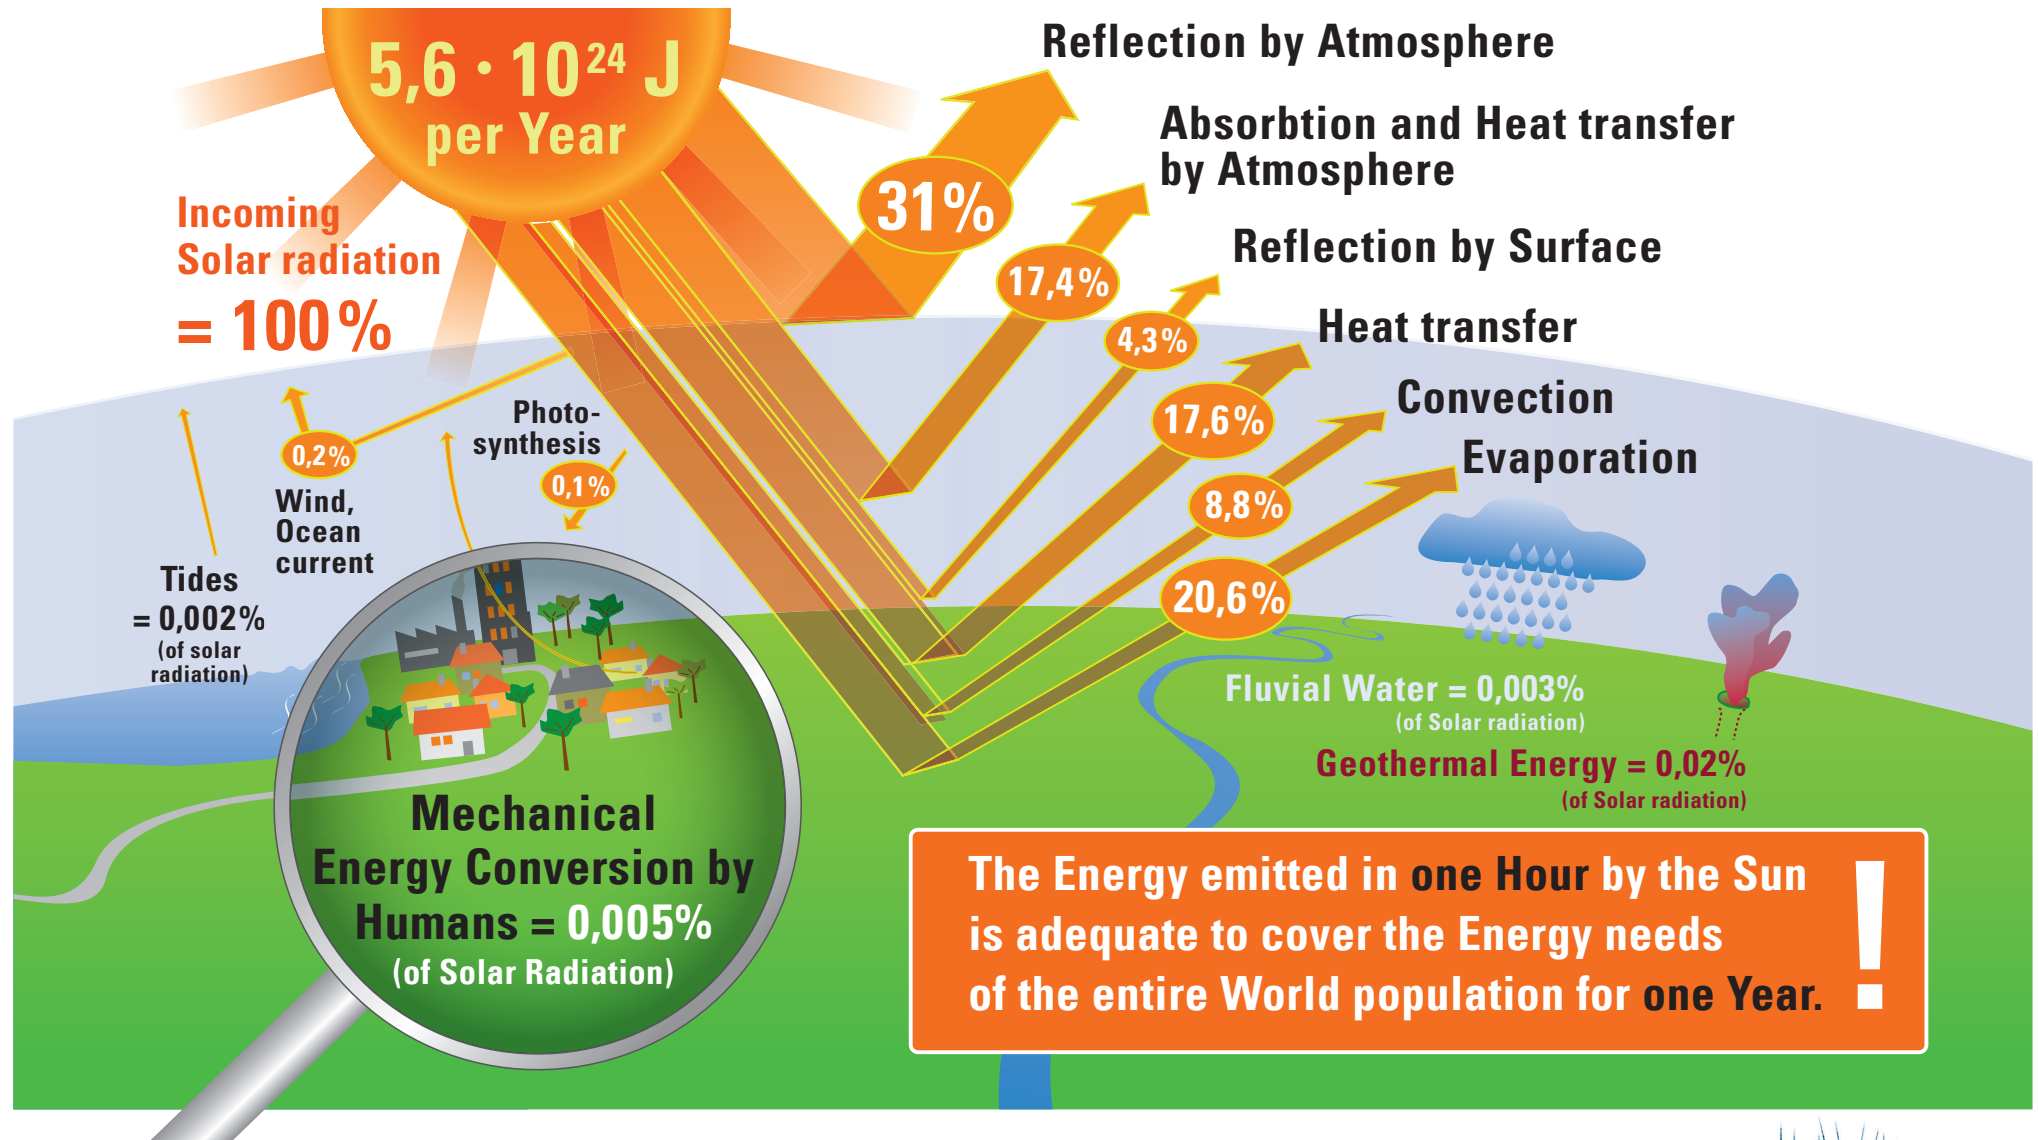 5,6 · 10²⁴ J
per Year
Incoming
Solar radiation
= 100%
Reflection by Atmosphere
31%
Absorbtion and Heat transfer
by Atmosphere
17,4%
Reflection by Surface
4,3%
Heat transfer
17,6%
Convection
8,8%
Evaporation
20,6%
Photo-
synthesis
0,1%
0,2%
Wind,
Ocean
current
Tides
= 0,002%
(of solar
radiation)
Fluvial Water = 0,003%
(of Solar radiation)
Geothermal Energy = 0,02%
(of Solar radiation)
Mechanical
Energy Conversion by
Humans = 0,005%
(of Solar Radiation)
The Energy emitted in one Hour by the Sun
is adequate to cover the Energy needs
of the entire World population for one Year.
!